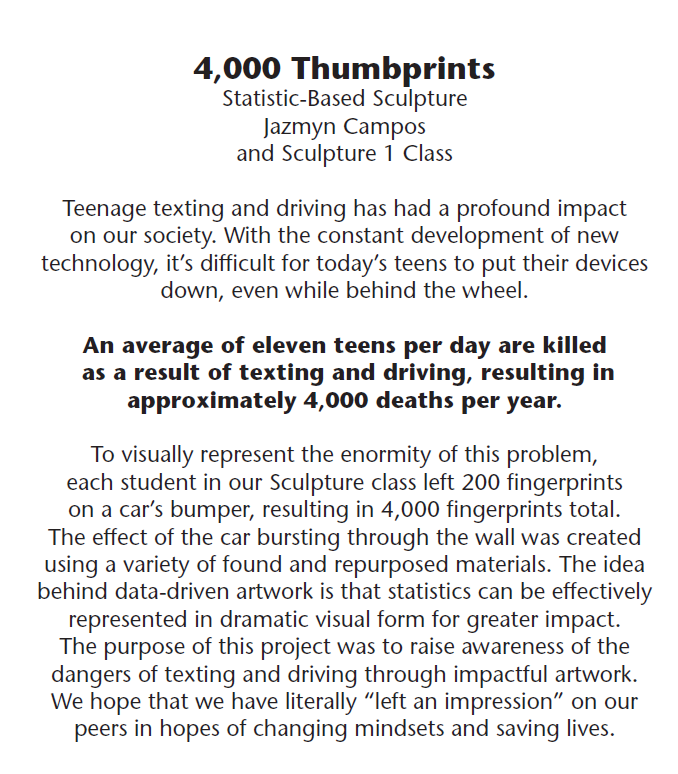 4,000 Thumbprints
Statistic-Based Sculpture
Jazmyn Campos
and Sculpture 1 Class
Teenage texting and driving has had a profound impact
on our society. With the constant development of new
technology, it’s difficult for today’s teens to put their devices
down, even while behind the wheel.
An average of eleven teens per day are killed
as a result of texting and driving, resulting in
approximately 4,000 deaths per year.
To visually represent the enormity of this problem,
each student in our Sculpture class left 200 fingerprints
on a car’s bumper, resulting in 4,000 fingerprints total.
The effect of the car bursting through the wall was created
using a variety of found and repurposed materials. The idea
behind data-driven artwork is that statistics can be effectively
represented in dramatic visual form for greater impact.
The purpose of this project was to raise awareness of the
dangers of texting and driving through impactful artwork.
We hope that we have literally “left an impression” on our
peers in hopes of changing mindsets and saving lives.